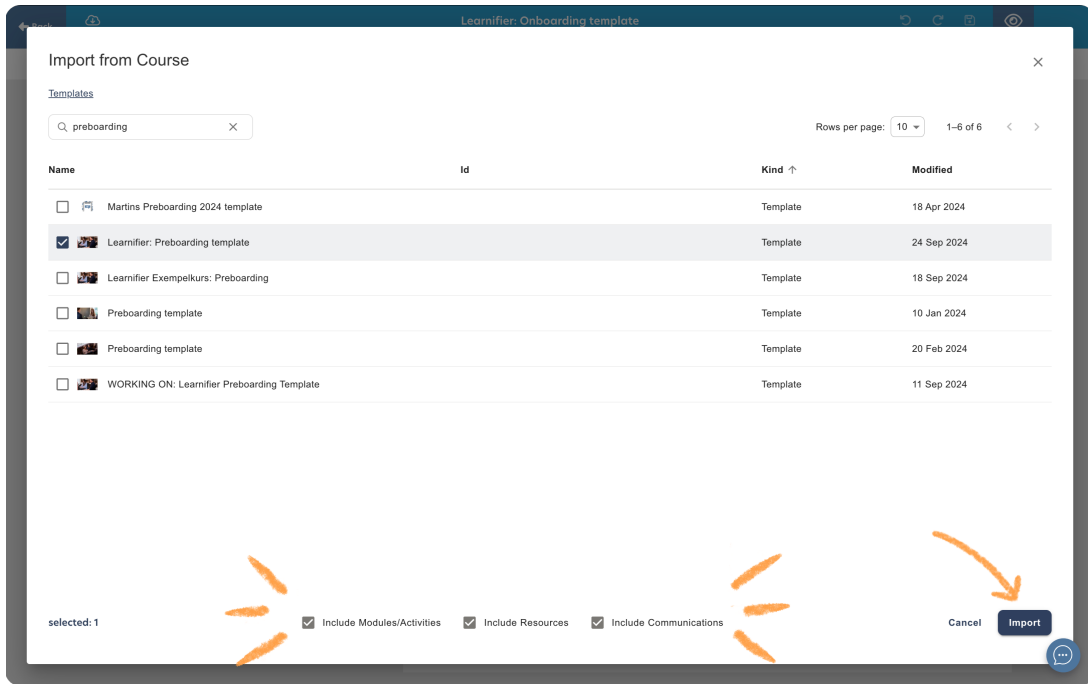 Back
Learnifier: Onboarding template
Import from Course
Templates
preboarding
Rows per page: 10 1–6 of 6
Name Id Kind Modified
Martins Preboarding 2024 template Template 18 Apr 2024
Learnifier: Preboarding template Template 24 Sep 2024
Learnifier Exempelkurs: Preboarding Template 18 Sep 2024
Preboarding template Template 10 Jan 2024
Preboarding template Template 20 Feb 2024
WORKING ON: Learnifier Preboarding Template Template 11 Sep 2024
selected: 1 Include Modules/Activities Include Resources Include Communications Cancel Import